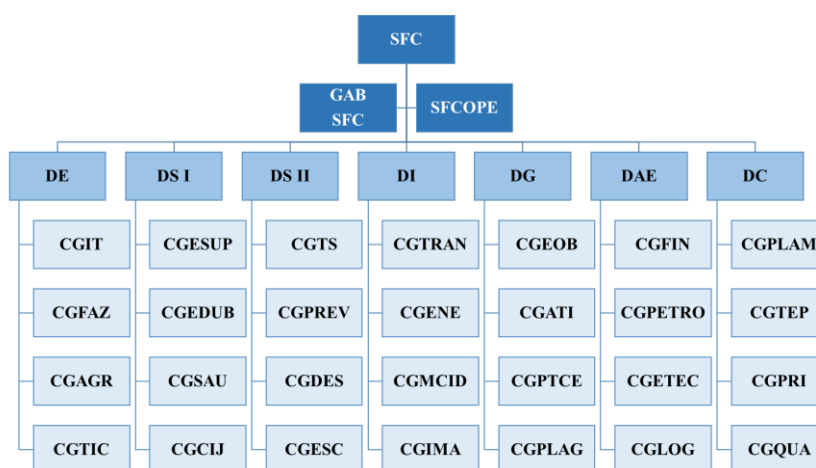 SFC
GAB
SFC
SFCOPE
DE
DS I
DS II
DI
DG
DAE
DC
CGIT
CGESUP
CGTS
CGTRAN
CGEOB
CGFIN
CGPLAM
CGFAZ
CGEDUB
CGPREV
CGENE
CGATI
CGPETRO
CGTEP
CGAGR
CGSAU
CGDES
CGMCID
CGPTCE
CGETEC
CGPRI
CGTIC
CGCIJ
CGESC
CGIMA
CGPLAG
CGLOG
CGQUA